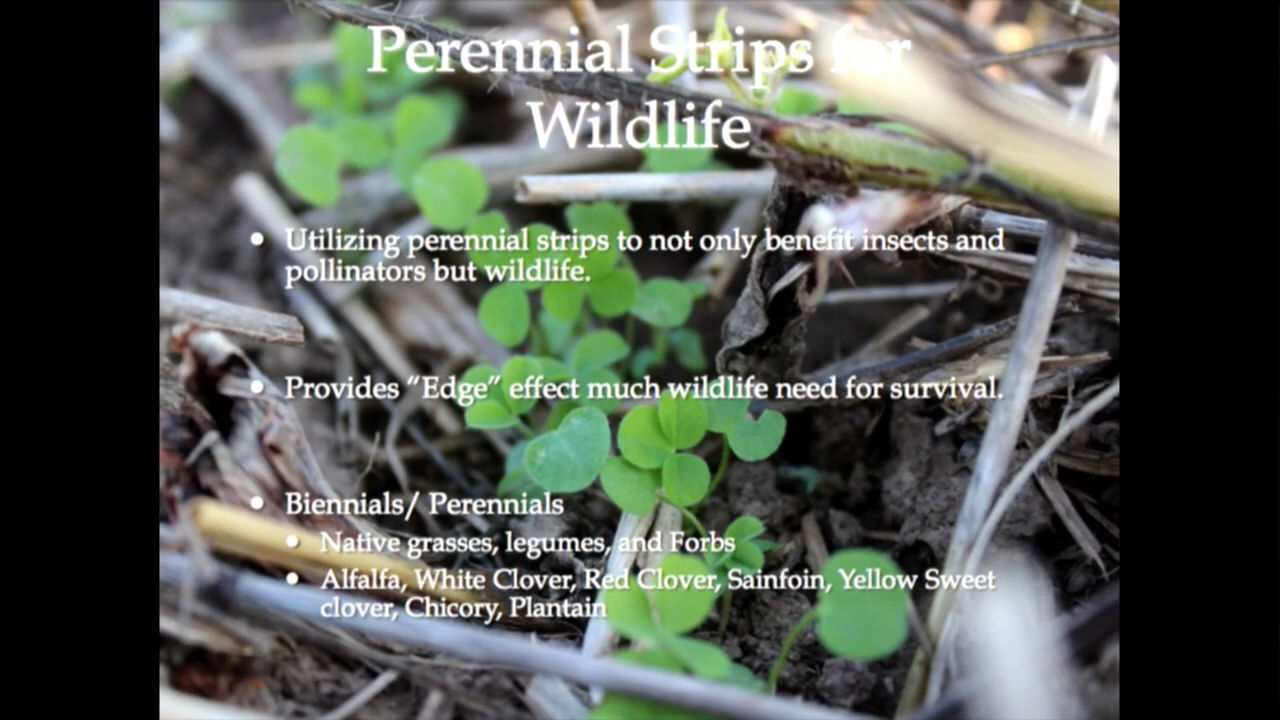 Perennial Strips for
Wildlife
• Utilizing perennial strips to not only benefit insects and
pollinators but wildlife.
• Provides “Edge” effect much wildlife need for survival.
• Biennials/ Perennials
• Native grasses, legumes, and Forbs
• Alfalfa, White Clover, Red Clover, Sainfoin, Yellow Sweet
clover, Chicory, Plantain